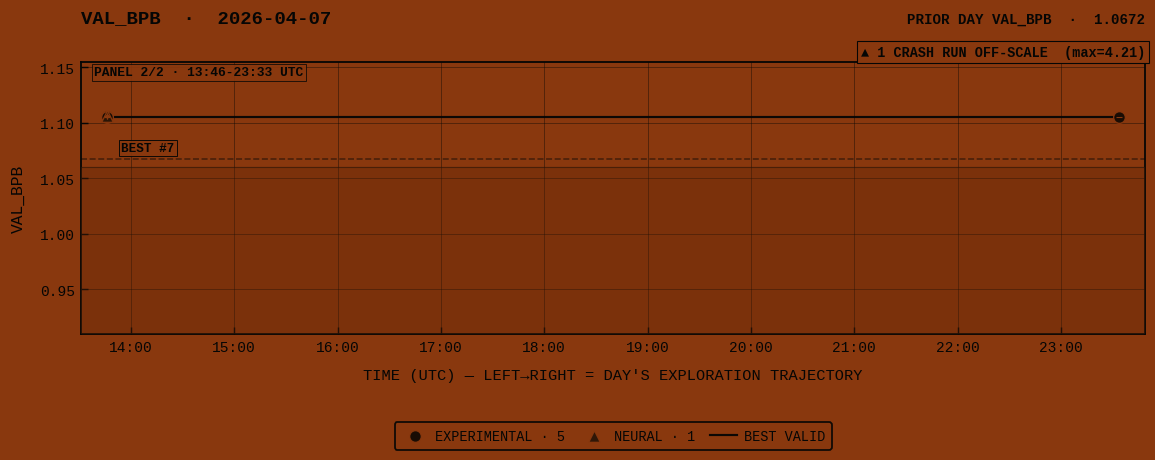 VAL_BPB · 2026-04-07
PRIOR DAY VAL_BPB · 1.0672
▲ 1 CRASH RUN OFF-SCALE (max=4.21)
PANEL 2/2 · 13:46-23:33 UTC
1.15
1.10
BEST #7
1.05
1.00
0.95
VAL_BPB
14:00 15:00 16:00 17:00 18:00 19:00 20:00 21:00 22:00 23:00
TIME (UTC) — LEFT→RIGHT = DAY'S EXPLORATION TRAJECTORY
● EXPERIMENTAL · 5 ▲ NEURAL · 1 BEST VALID